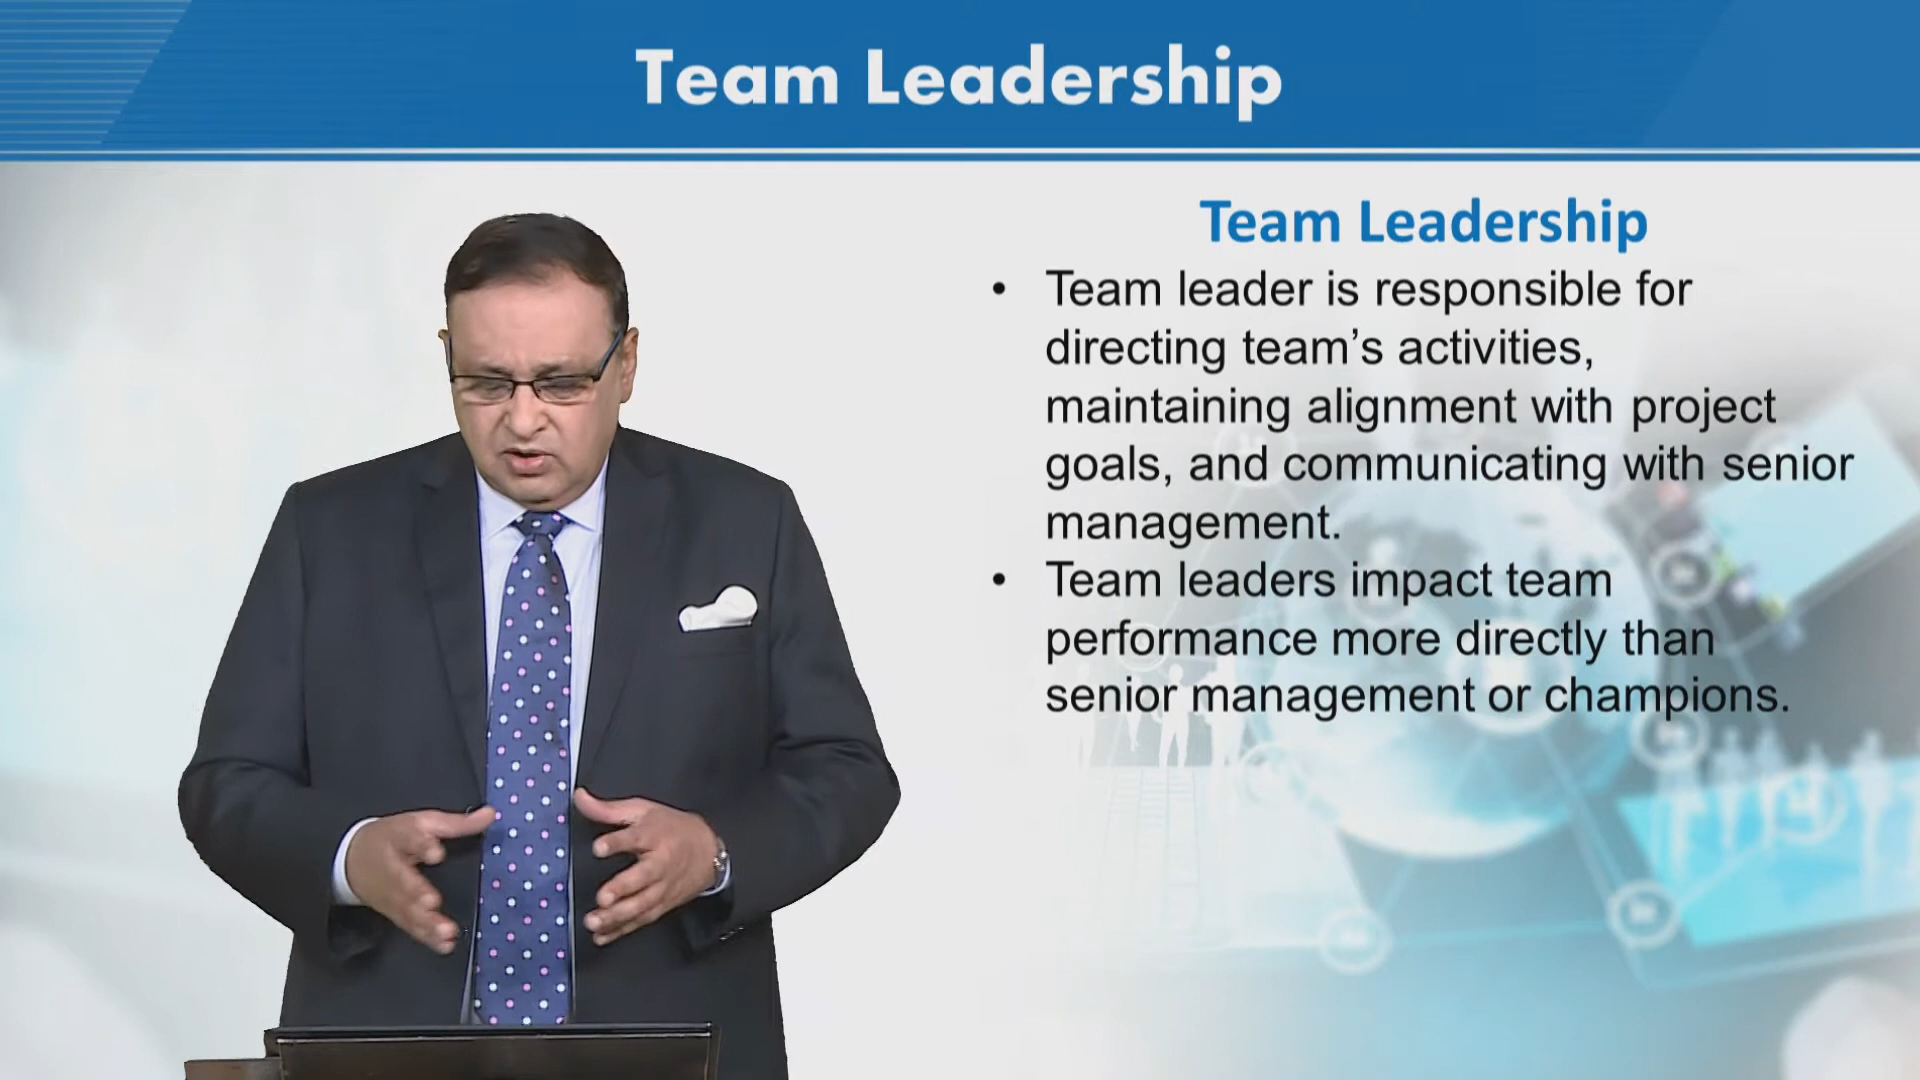 Team Leadership
Team Leadership
• Team leader is responsible for
directing team’s activities,
maintaining alignment with project
goals, and communicating with senior
management.
• Team leaders impact team
performance more directly than
senior management or champions.